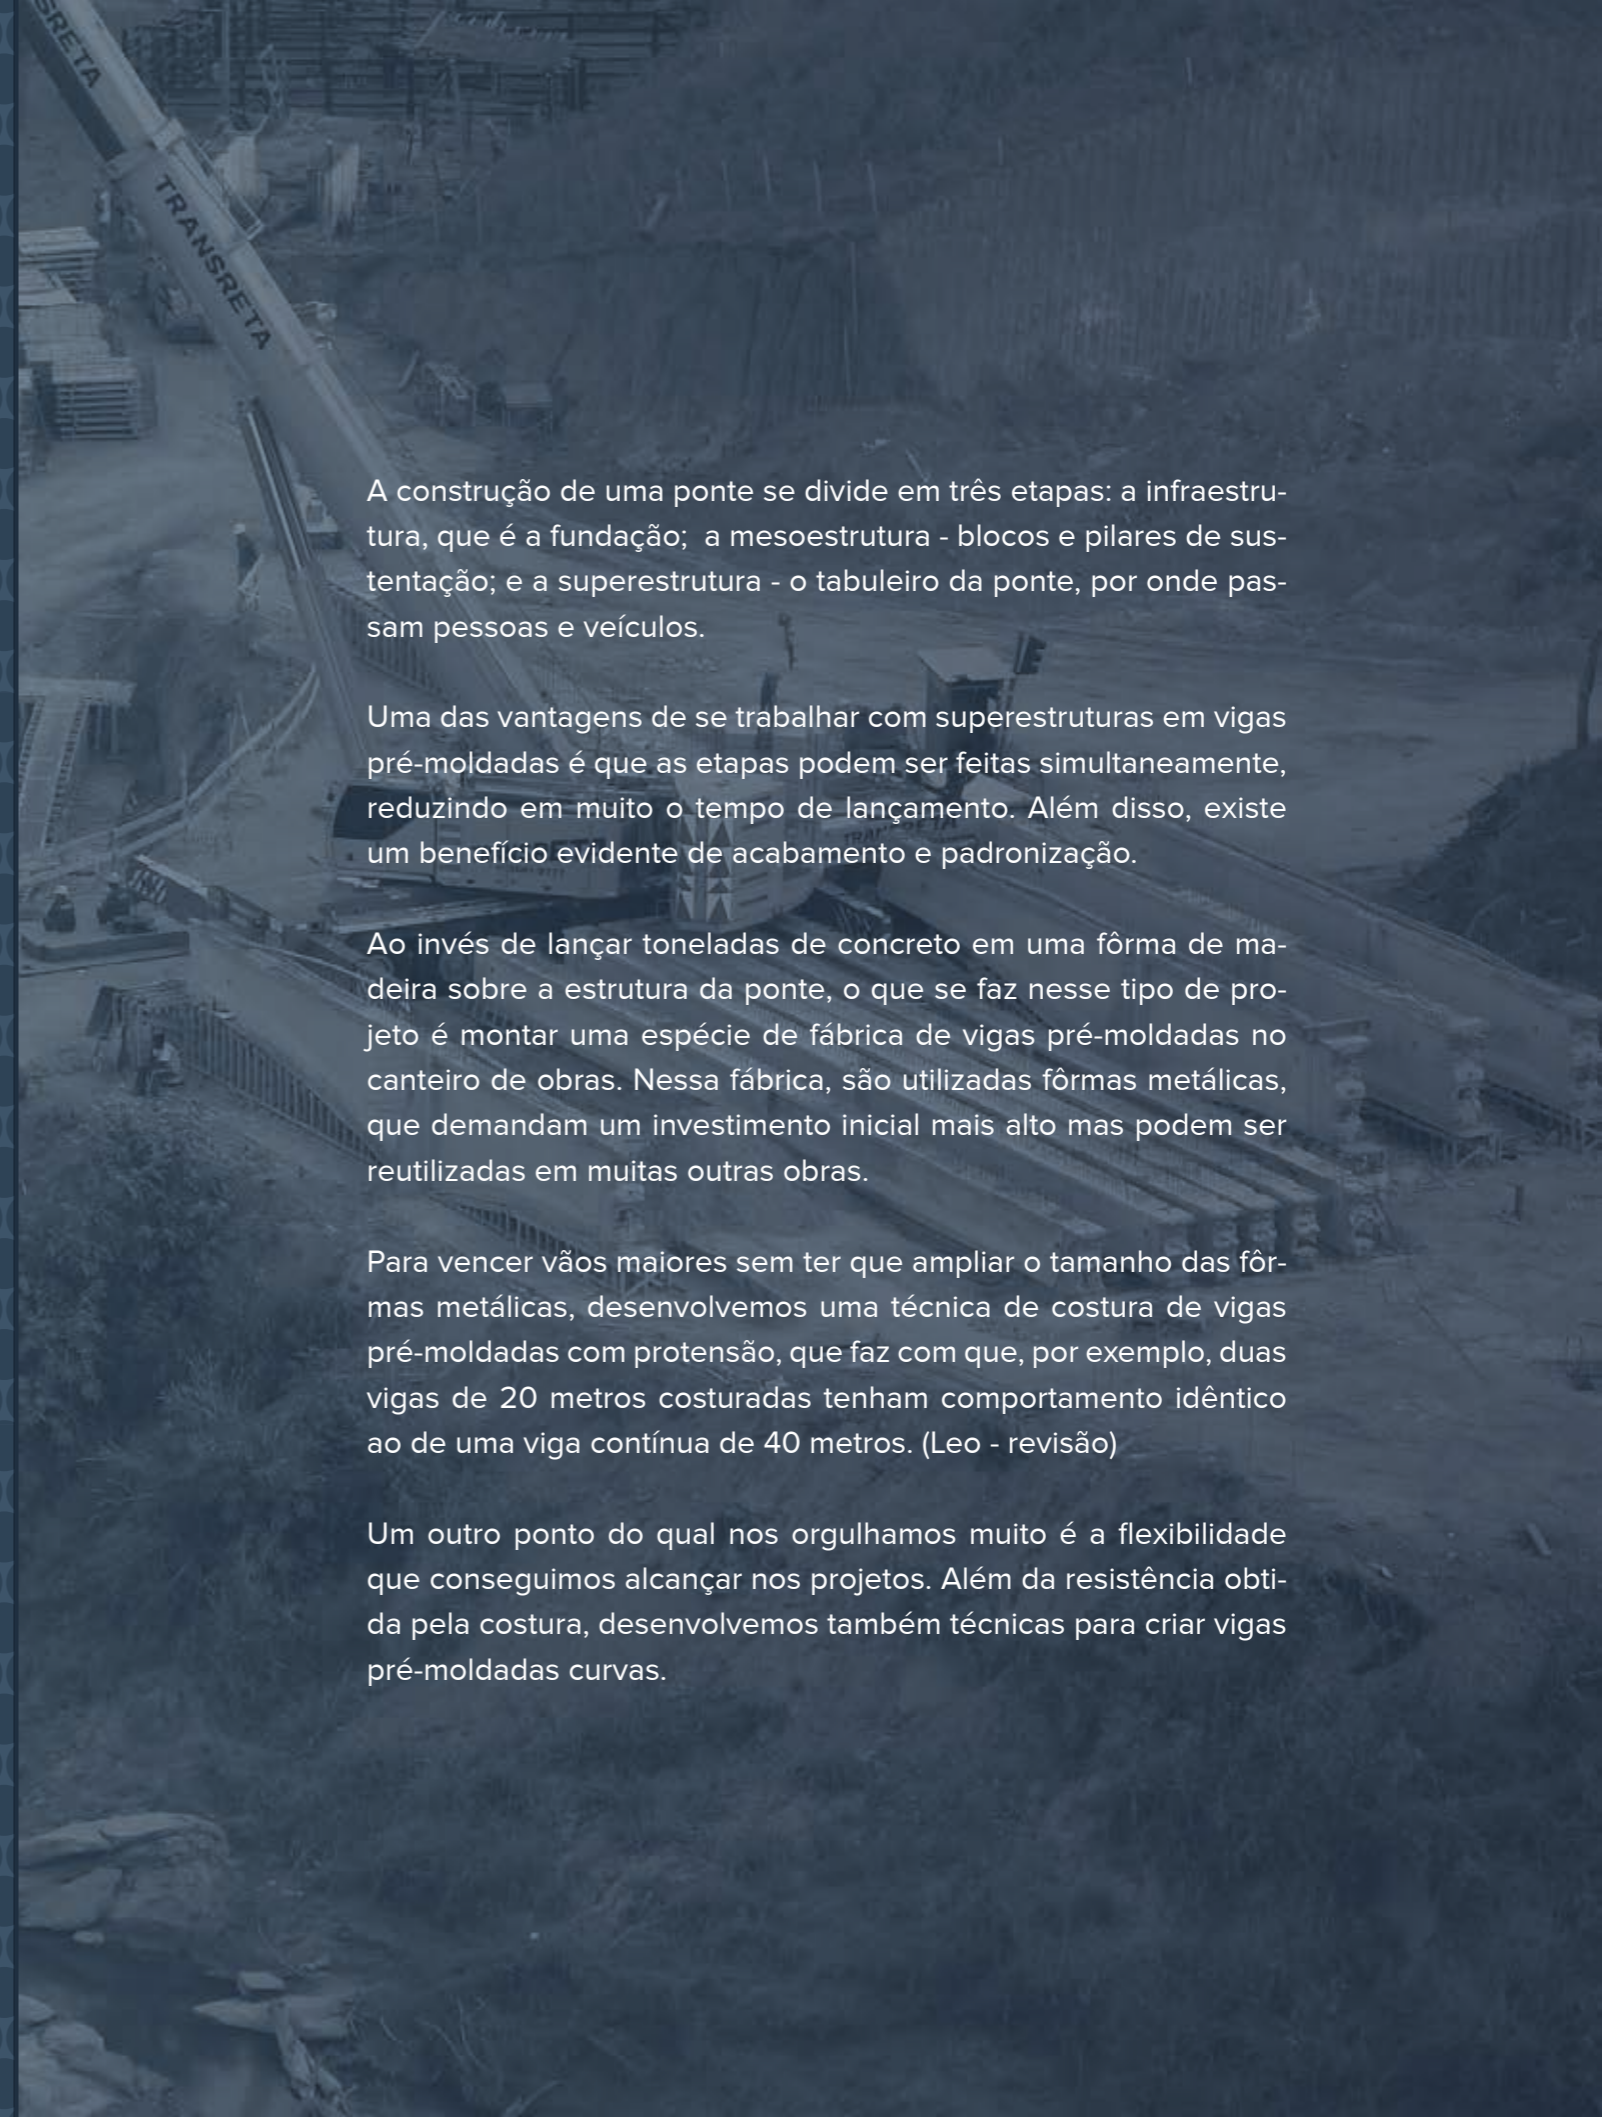 SRETA
TRANSRETA
A construção de uma ponte se divide em três etapas: a infraestru-
tura, que é a fundação;  a mesoestrutura - blocos e pilares de sus-
tentação; e a superestrutura - o tabuleiro da ponte, por onde pas-
sam pessoas e veículos.
Uma das vantagens de se trabalhar com superestruturas em vigas
pré-moldadas é que as etapas podem ser feitas simultaneamente,
reduzindo em muito o tempo de lançamento. Além disso, existe
TRANSRETA
um benefício evidente de acabamento e padronização.
Ao invés de lançar toneladas de concreto em uma fôrma de ma-
deira sobre a estrutura da ponte, o que se faz nesse tipo de pro-
jeto é montar uma espécie de fábrica de vigas pré-moldadas no
canteiro de obras. Nessa fábrica, são utilizadas fôrmas metálicas,
que demandam um investimento inicial mais alto mas podem ser
reutilizadas em muitas outras obras.
Para vencer vãos maiores sem ter que ampliar o tamanho das fôr-
mas metálicas, desenvolvemos uma técnica de costura de vigas
pré-moldadas com protensão, que faz com que, por exemplo, duas
vigas de 20 metros costuradas tenham comportamento idêntico
ao de uma viga contínua de 40 metros. (Leo - revisão)
Um outro ponto do qual nos orgulhamos muito é a flexibilidade
que conseguimos alcançar nos projetos. Além da resistência obti-
da pela costura, desenvolvemos também técnicas para criar vigas
pré-moldadas curvas.